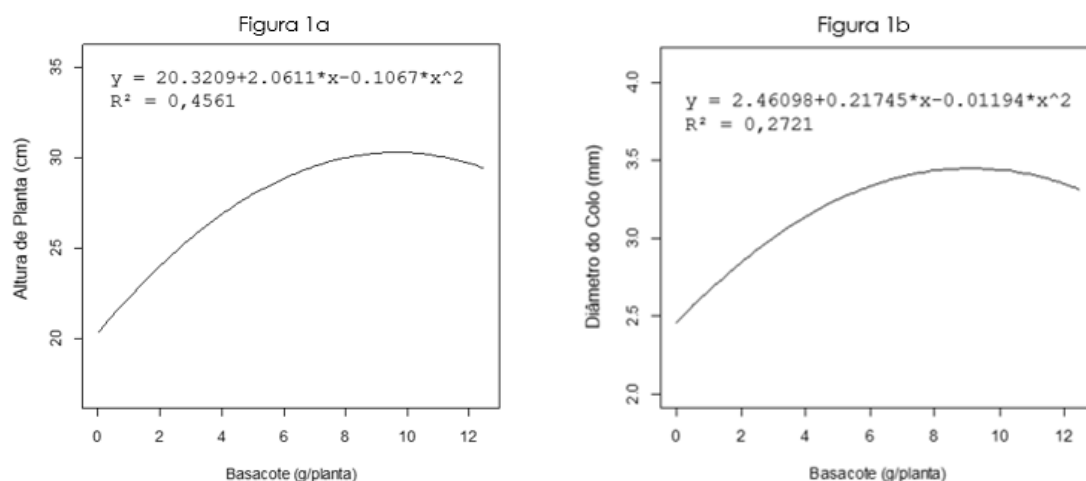 Figura 1a
y = 20.3209+2.0611*x-0.1067*x^2
R² = 0,4561
Altura de Planta (cm)
35
30
25
20
0 2 4 6 8 10 12
Basacote (g/planta)
Figura 1b
y = 2.46098+0.21745*x-0.01194*x^2
R² = 0,2721
Diâmetro do Colo (mm)
4.0
3.5
3.0
2.5
2.0
0 2 4 6 8 10 12
Basacote (g/planta)